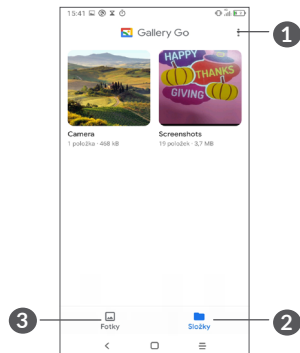 15:41
Gallery Go
1
HAPPY
THANKS
GIVING
Camera
1 položka · 468 kB
Screenshots
19 položek · 3,7 MB
3
Fotky
Složky
2